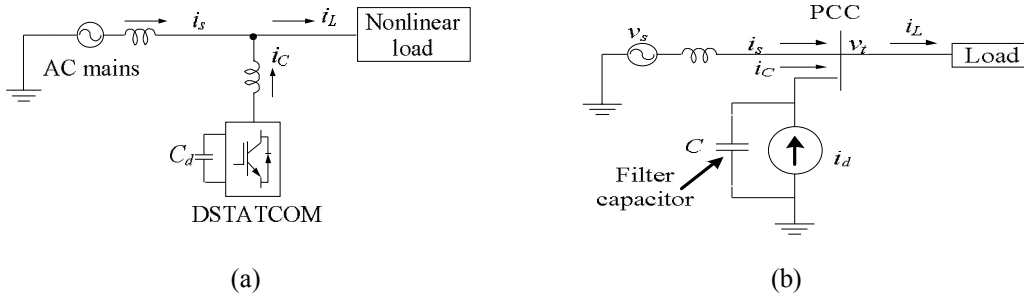 i_s
i_L
Nonlinear
load
AC mains
i_C
C_d
DSTATCOM
(a)
PCC
v_s
i_s
v_t
i_L
Load
i_C
C
i_d
Filter
capacitor
(b)